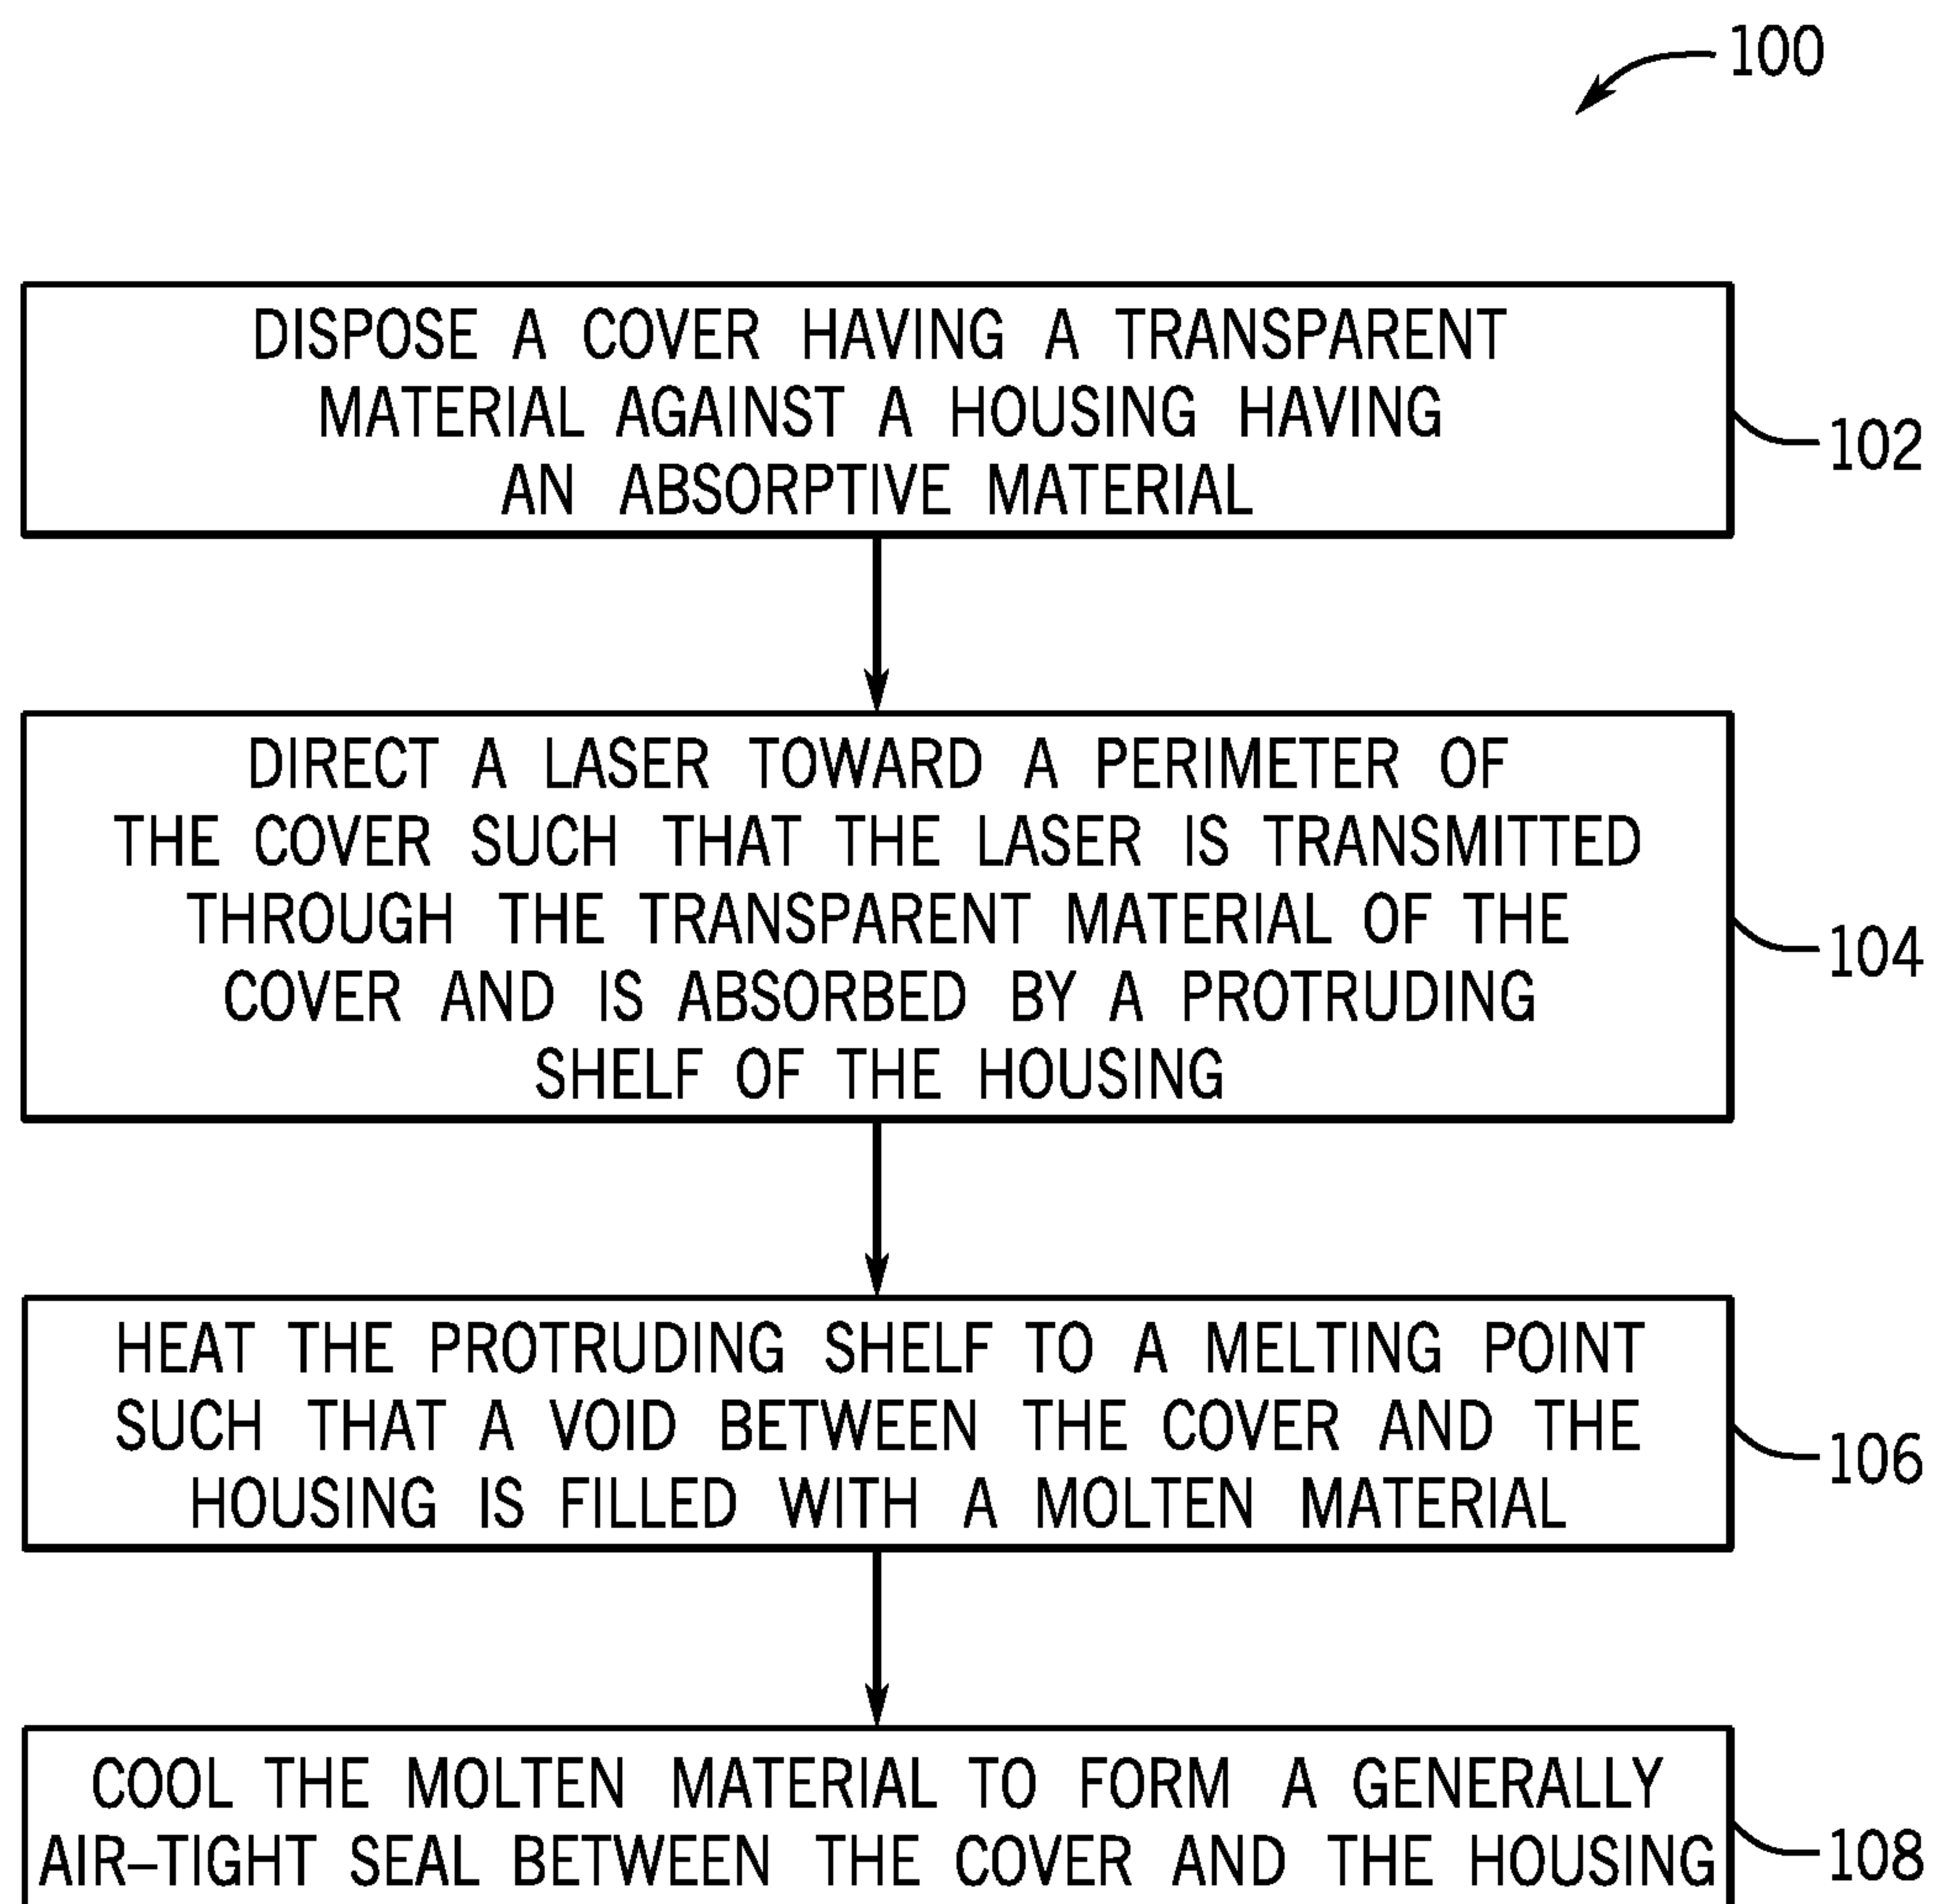 100
DISPOSE A COVER HAVING A TRANSPARENT
MATERIAL AGAINST A HOUSING HAVING
AN ABSORPTIVE MATERIAL
102
DIRECT A LASER TOWARD A PERIMETER OF
THE COVER SUCH THAT THE LASER IS TRANSMITTED
THROUGH THE TRANSPARENT MATERIAL OF THE
COVER AND IS ABSORBED BY A PROTRUDING
SHELF OF THE HOUSING
104
HEAT THE PROTRUDING SHELF TO A MELTING POINT
SUCH THAT A VOID BETWEEN THE COVER AND THE
HOUSING IS FILLED WITH A MOLTEN MATERIAL
106
COOL THE MOLTEN MATERIAL TO FORM A GENERALLY
AIR–TIGHT SEAL BETWEEN THE COVER AND THE HOUSING
108